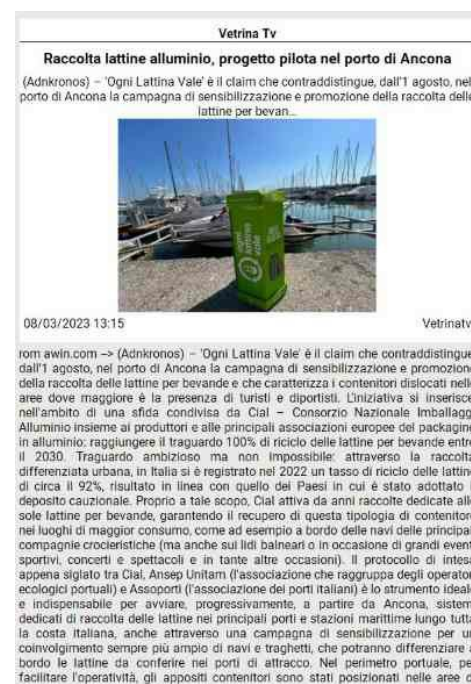 Vetrina Tv
Raccolta lattine alluminio, progetto pilota nel porto di Ancona
(Adnkronos) – 'Ogni Lattina Vale' è il claim che contraddistingue, dall'1 agosto, nel
porto di Ancona la campagna di sensibilizzazione e promozione della raccolta delle
lattine per bevan...
ogni
lattina
vale
08/03/2023 13:15
Vetrinatv
rom awin.com --> (Adnkronos) – 'Ogni Lattina Vale' è il claim che contraddistingue
dall'1 agosto, nel porto di Ancona la campagna di sensibilizzazione e promozione
della raccolta delle lattine per bevande e che caratterizza i contenitori dislocati nelle
aree dove maggiore è la presenza di turisti e diportisti. L'iniziativa si inserisce
nell'ambito di una sfida condivisa da Cial – Consorzio Nazionale Imballagg
Alluminio insieme ai produttori e alle principali associazioni europee del packaging
in alluminio: raggiungere il traguardo 100% di riciclo delle lattine per bevande entro
il 2030. Traguardo ambizioso ma non impossibile: attraverso la raccolta
differenziata urbana, in Italia si è registrato nel 2022 un tasso di riciclo delle lattine
di circa il 92%, risultato in linea con quello dei Paesi in cui è stato adottato i
deposito cauzionale. Proprio a tale scopo, Cial attiva da anni raccolte dedicate alle
sole lattine per bevande, garantendo il recupero di questa tipologia di contenitore
nei luoghi di maggior consumo, come ad esempio a bordo delle navi delle principal
compagnie crocieristiche (ma anche sui lidi balneari o in occasione di grandi event
sportivi, concerti e spettacoli e in tante altre occasioni). Il protocollo di intesa
appena siglato tra Cial, Ansep Unitam (l'associazione che raggruppa degli operator
ecologici portuali) e Assoporti (l'associazione dei porti italiani) è lo strumento ideale
e indispensabile per avviare, progressivamente, a partire da Ancona, sistem
dedicati di raccolta delle lattine nei principali porti e stazioni marittime lungo tutta
la costa italiana, anche attraverso una campagna di sensibilizzazione per un
coinvolgimento sempre più ampio di navi e traghetti, che potranno differenziare a
bordo le lattine da conferire nei porti di attracco. Nel perimetro portuale, pe
facilitare l'operatività, gli appositi contenitori sono stati posizionati nelle aree d